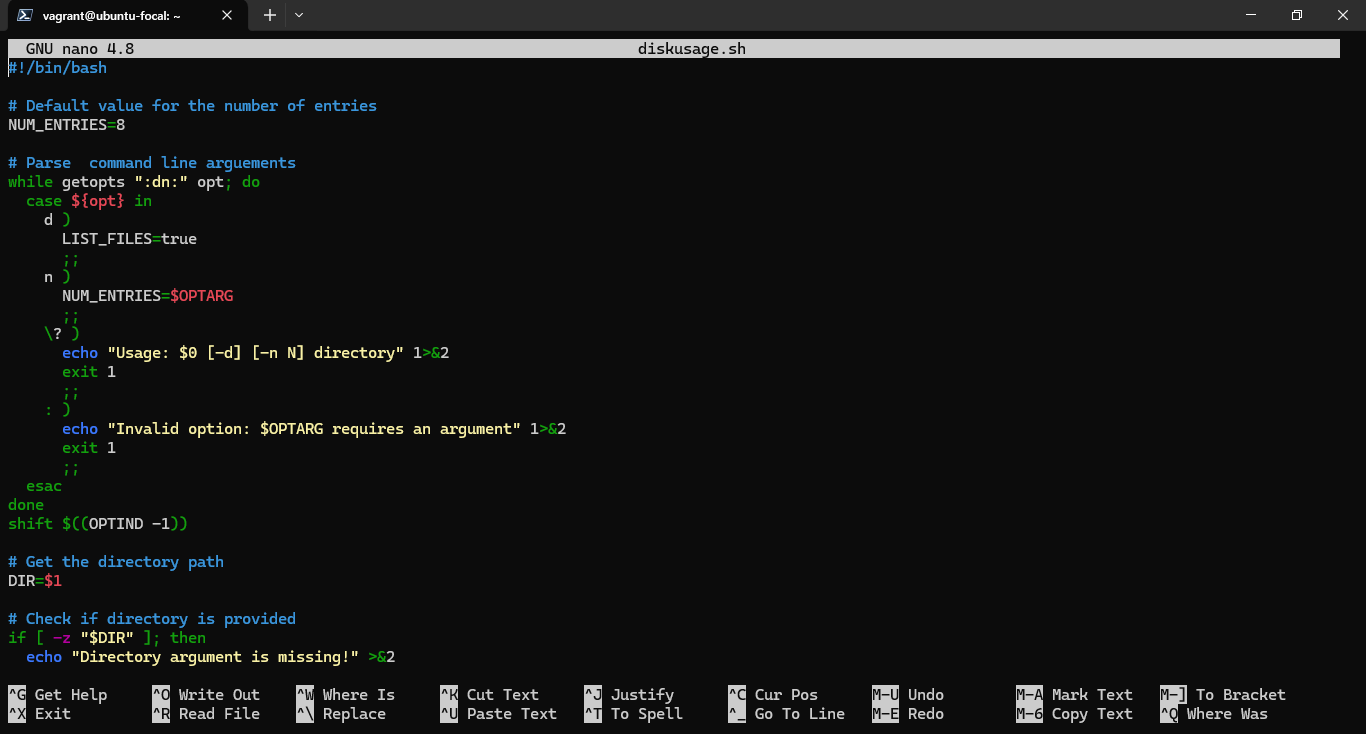 vagrant@ubuntu-focal: ~
GNU nano 4.8 diskusage.sh
#!/bin/bash
# Default value for the number of entries
NUM_ENTRIES=8
# Parse  command line arguements
while getopts ":dn:" opt; do
  case ${opt} in
    d )
      LIST_FILES=true
      ;;
    n )
      NUM_ENTRIES=$OPTARG
      ;;
    \? )
      echo "Usage: $0 [-d] [-n N] directory" 1>&2
      exit 1
      ;;
    : )
      echo "Invalid option: $OPTARG requires an argument" 1>&2
      exit 1
      ;;
  esac
done
shift $((OPTIND -1))
# Get the directory path
DIR=$1
# Check if directory is provided
if [ -z "$DIR" ]; then
  echo "Directory argument is missing!" >&2
^G Get Help ^O Write Out ^W Where Is ^K Cut Text ^J Justify ^C Cur Pos M-U Undo M-A Mark Text M-] To Bracket
^X Exit ^R Read File ^\ Replace ^U Paste Text ^T To Spell ^_ Go To Line M-E Redo M-6 Copy Text ^Q Where Was